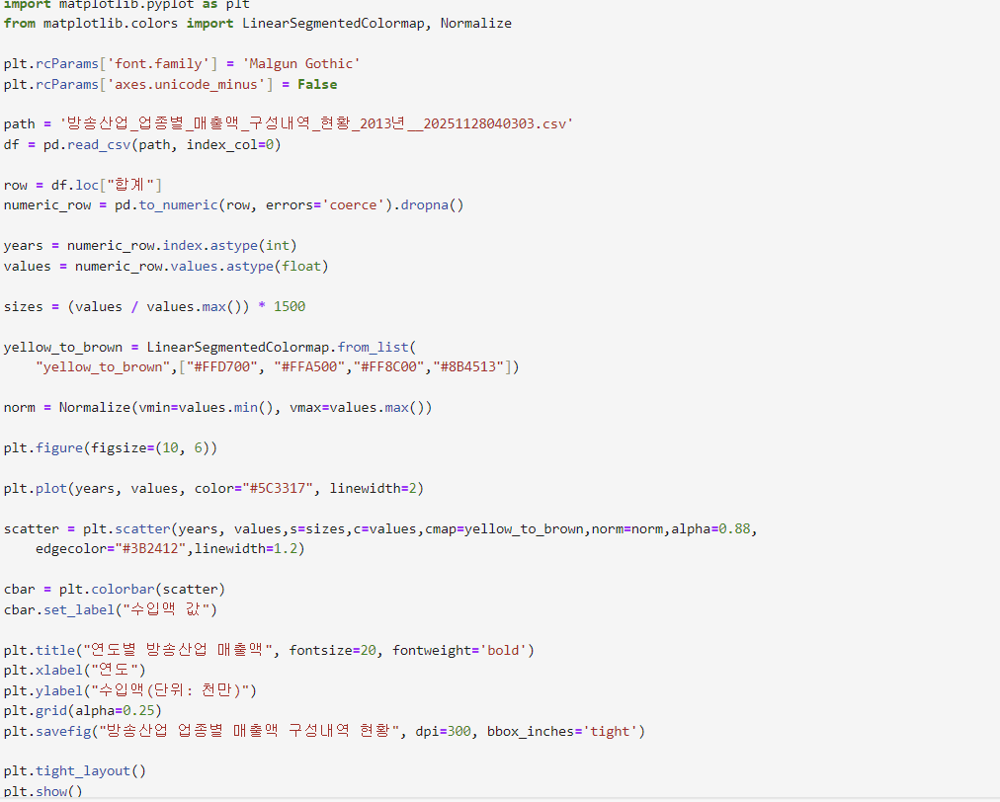 import matplotlib.pyplot as plt
from matplotlib.colors import LinearSegmentedColormap, Normalize
plt.rcParams['font.family'] = 'Malgun Gothic'
plt.rcParams['axes.unicode_minus'] = False
path = '방송산업_업종별_매출액_구성내역_현황_2013년__20251128040303.csv'
df = pd.read_csv(path, index_col=0)
row = df.loc["합계"]
numeric_row = pd.to_numeric(row, errors='coerce').dropna()
years = numeric_row.index.astype(int)
values = numeric_row.values.astype(float)
sizes = (values / values.max()) * 1500
yellow_to_brown = LinearSegmentedColormap.from_list(
    "yellow_to_brown",["#FFD700", "#FFA500","#FF8C00","#8B4513"])
norm = Normalize(vmin=values.min(), vmax=values.max())
plt.figure(figsize=(10, 6))
plt.plot(years, values, color="#5C3317", linewidth=2)
scatter = plt.scatter(years, values,s=sizes,c=values,cmap=yellow_to_brown,norm=norm,alpha=0.88,
    edgecolor="#3B2412",linewidth=1.2)
cbar = plt.colorbar(scatter)
cbar.set_label("수입액 값")
plt.title("연도별 방송산업 매출액", fontsize=20, fontweight='bold')
plt.xlabel("연도")
plt.ylabel("수입액(단위: 천만)")
plt.grid(alpha=0.25)
plt.savefig("방송산업 업종별 매출액 구성내역 현황", dpi=300, bbox_inches='tight')
plt.tight_layout()
plt.show()